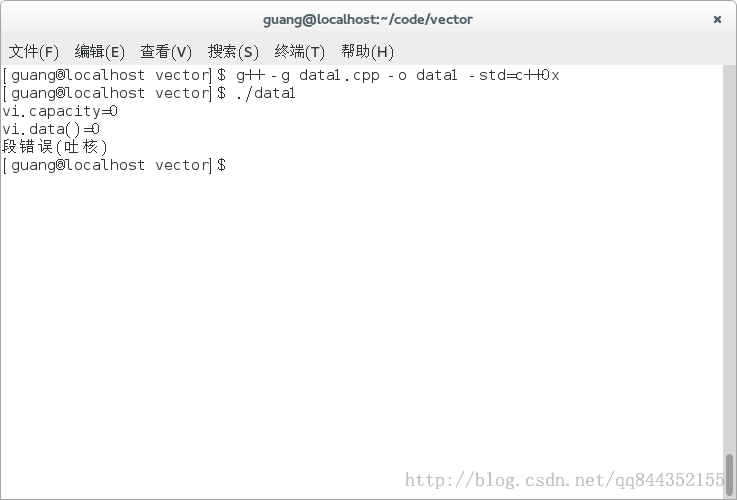 guang@localhost:~/code/vector
文件(F) 编辑(E) 查看(V) 搜索(S) 终端(T) 帮助(H)
[guang@localhost vector]$ g++ -g data1.cpp -o data1 -std=c++0x
[guang@localhost vector]$ ./data1
vi.capacity=0
vi.data()=0
段错误(吐核)
[guang@localhost vector]$
http://blog.csdn.net/qq844352155